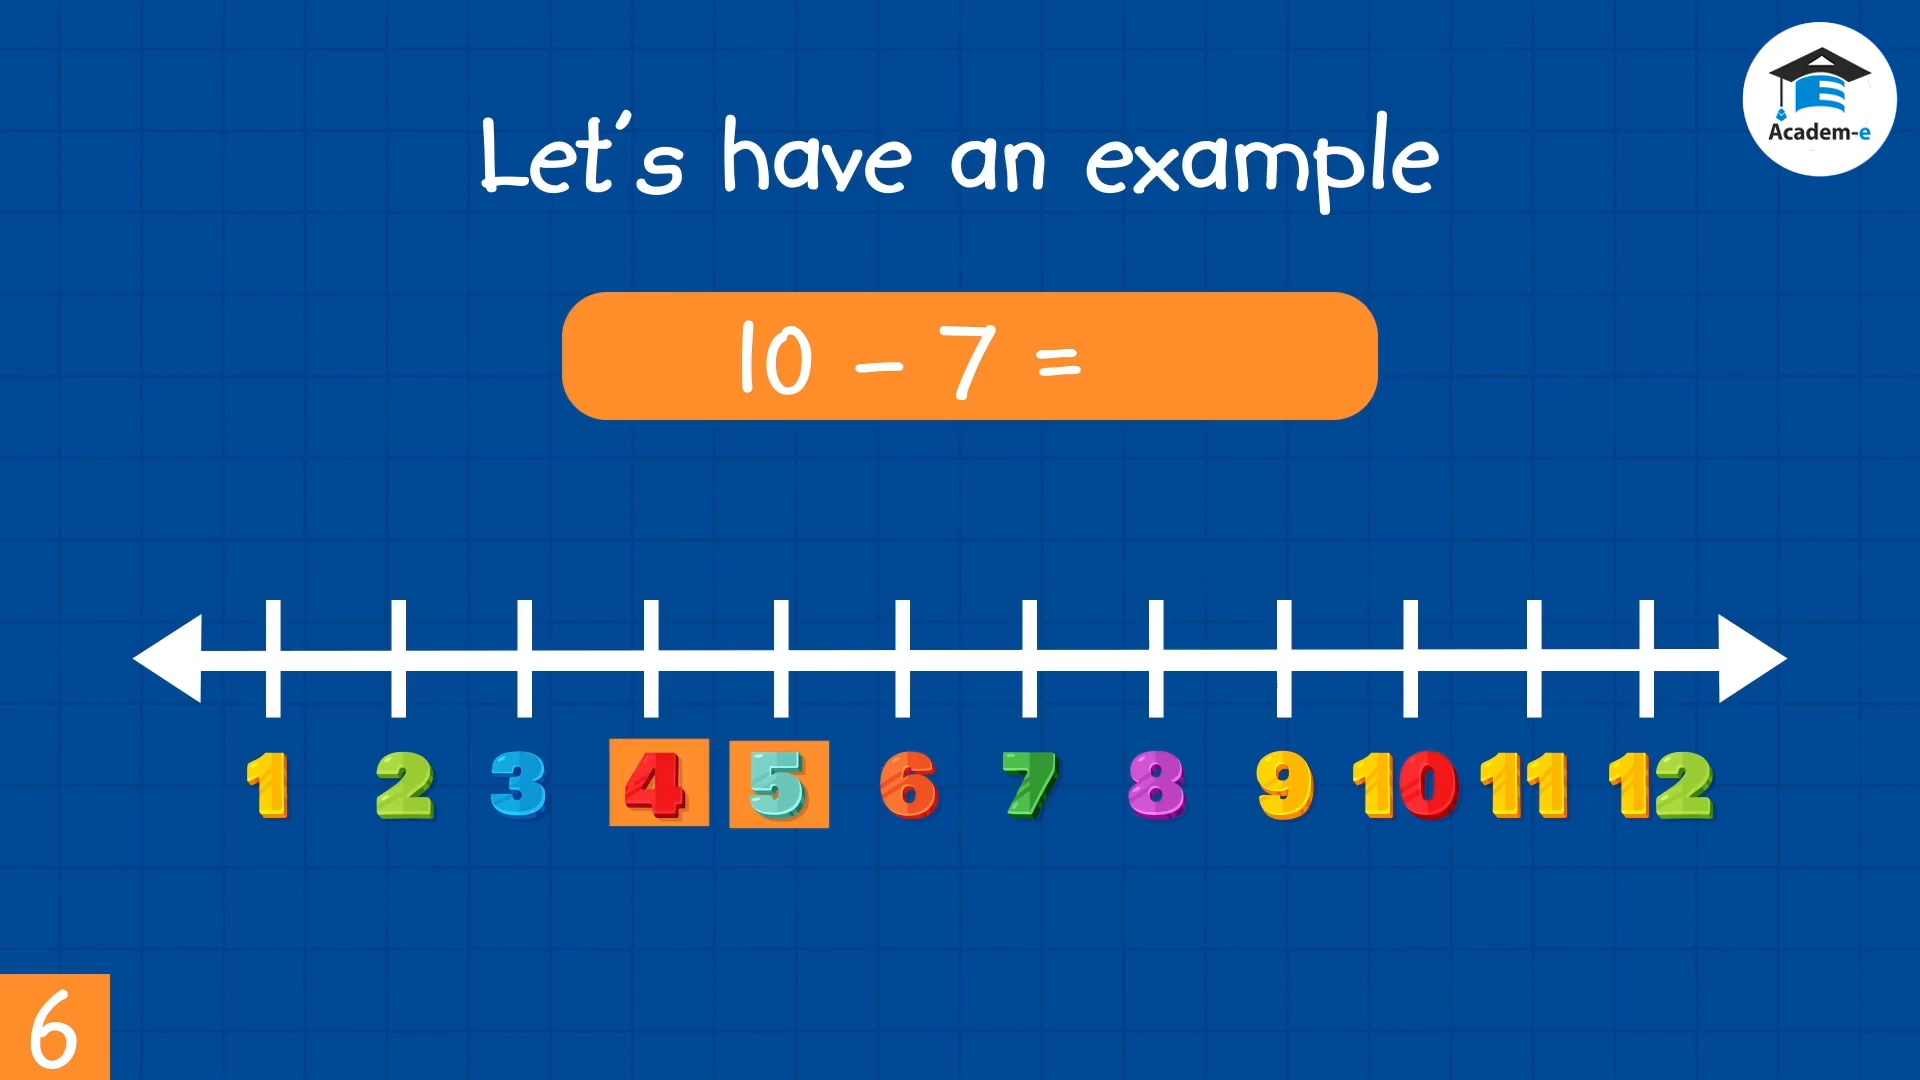 Academ-e
Let's have an example
10 - 7 =
1 2 3 4 5 6 7 8 9 10 11 12
6